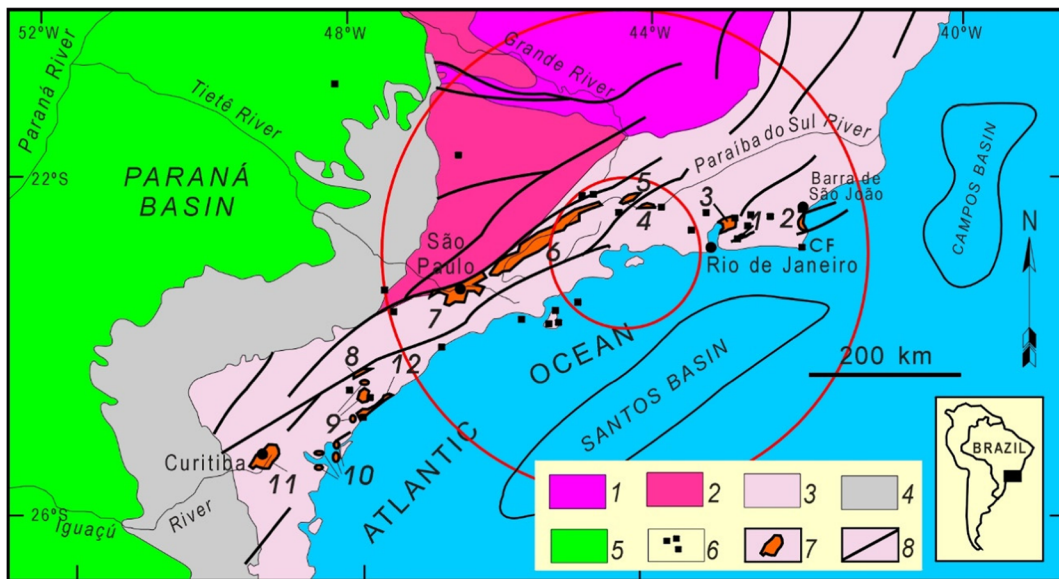 52°W
48°W
44°W
40°W
Paraná River
Tietê River
Grande River
Paraíba do Sul River
22°S
PARANÁ
BASIN
CAMPOS BASIN
Barra de
São João
5
3
4
1
2
CF
N
São
Paulo
6
Rio de Janeiro
7
OCEAN
200 km
SANTOS BASIN
8
12
9
ATLANTIC
Curitiba
10
11
BRAZIL
26°S
Iguaçú
River
1
2
3
4
5
6
7
8